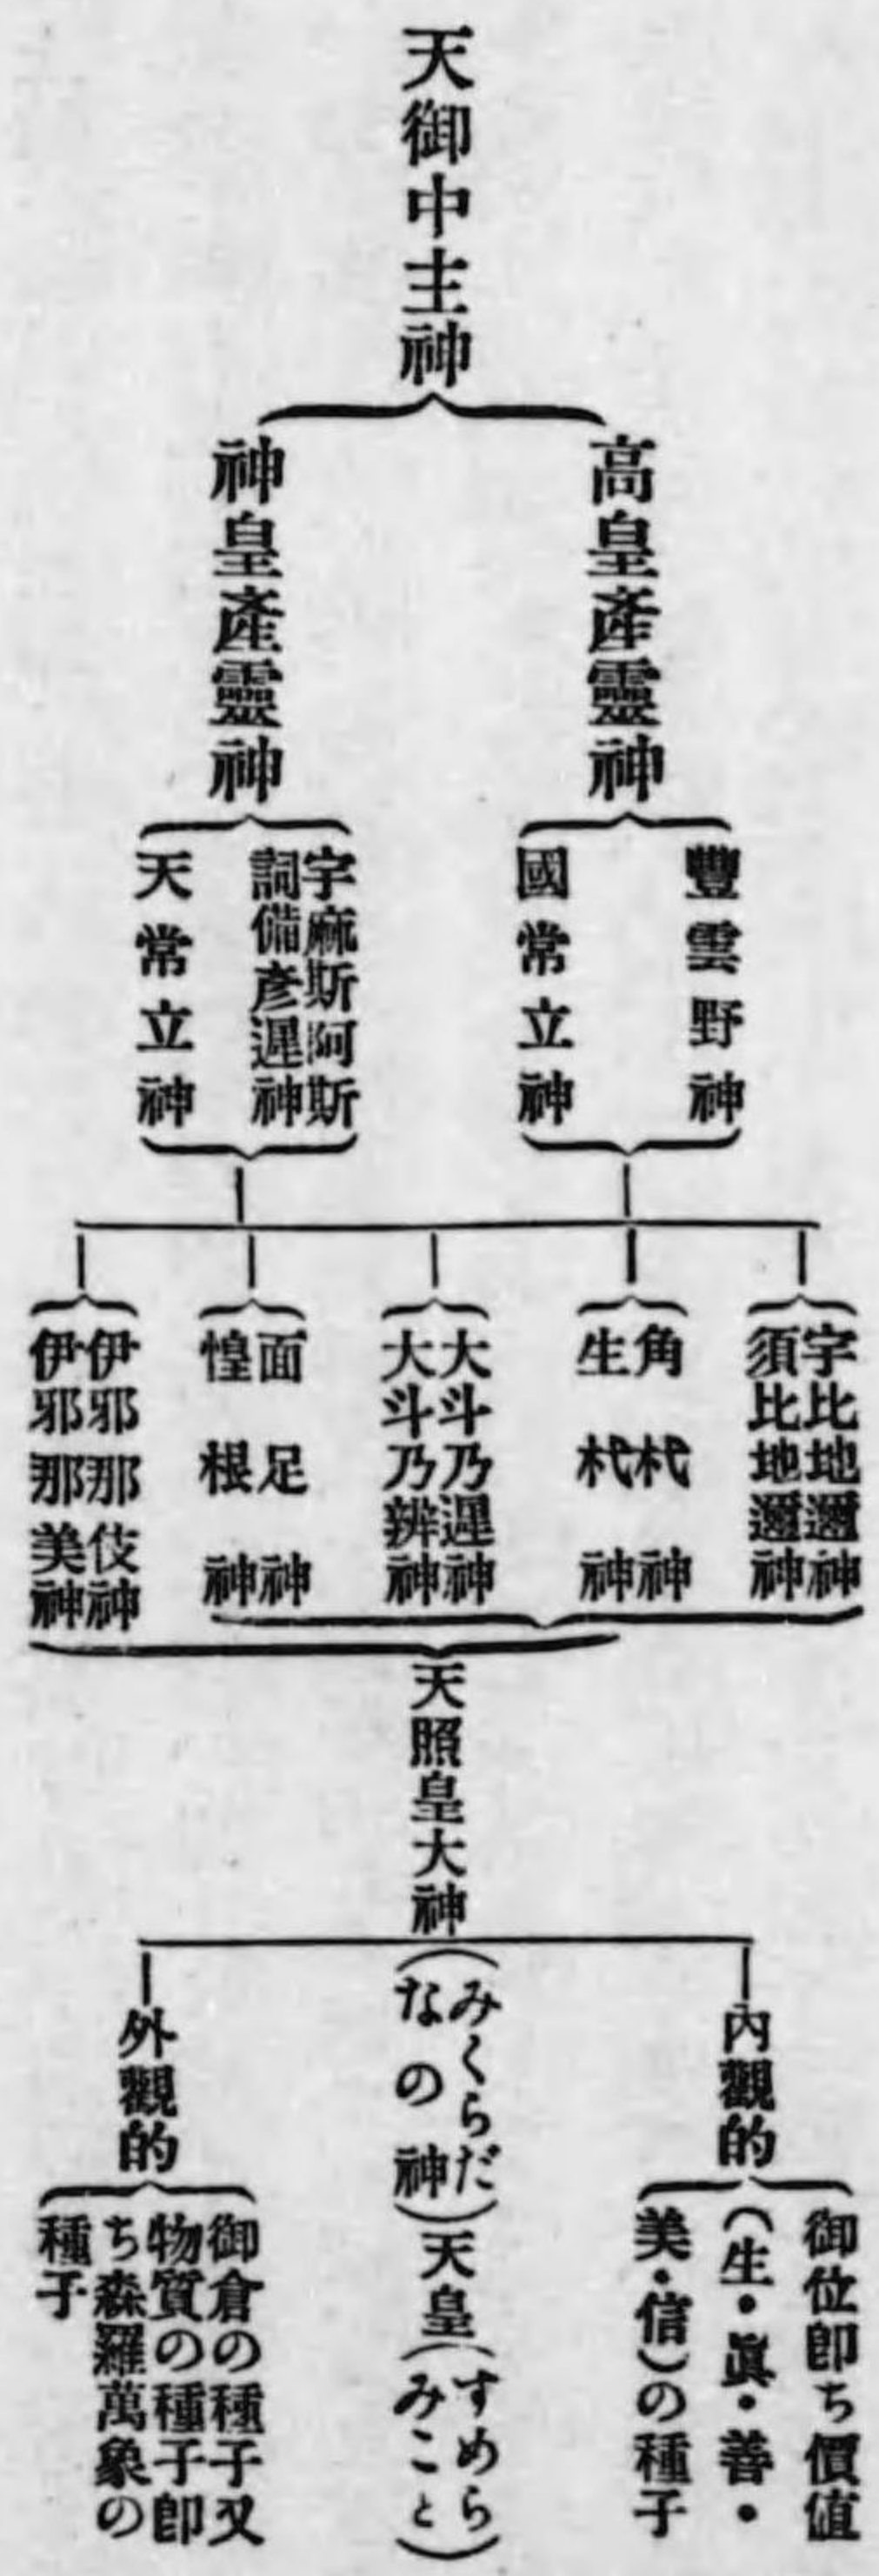 天御中主神
高皇產靈神
神皇產靈神
豐雲野神
國常立神
宇麻斯阿斯
訶備彥遲神
天常立神
宇比地邇神
須比地邇神
角杙神
生杙神
大斗乃遲神
大斗乃辨神
面足神
惶根神
伊邪那伎神
伊邪那美神
天照皇大神
(みくらだ
なの神)
天皇
(すめら
みこと)
內觀的
御位卽ち價値
(生・眞・善・
美・信)の種子
外觀的
御倉の種子又
物質の種子卽
ち森羅萬象の
種子